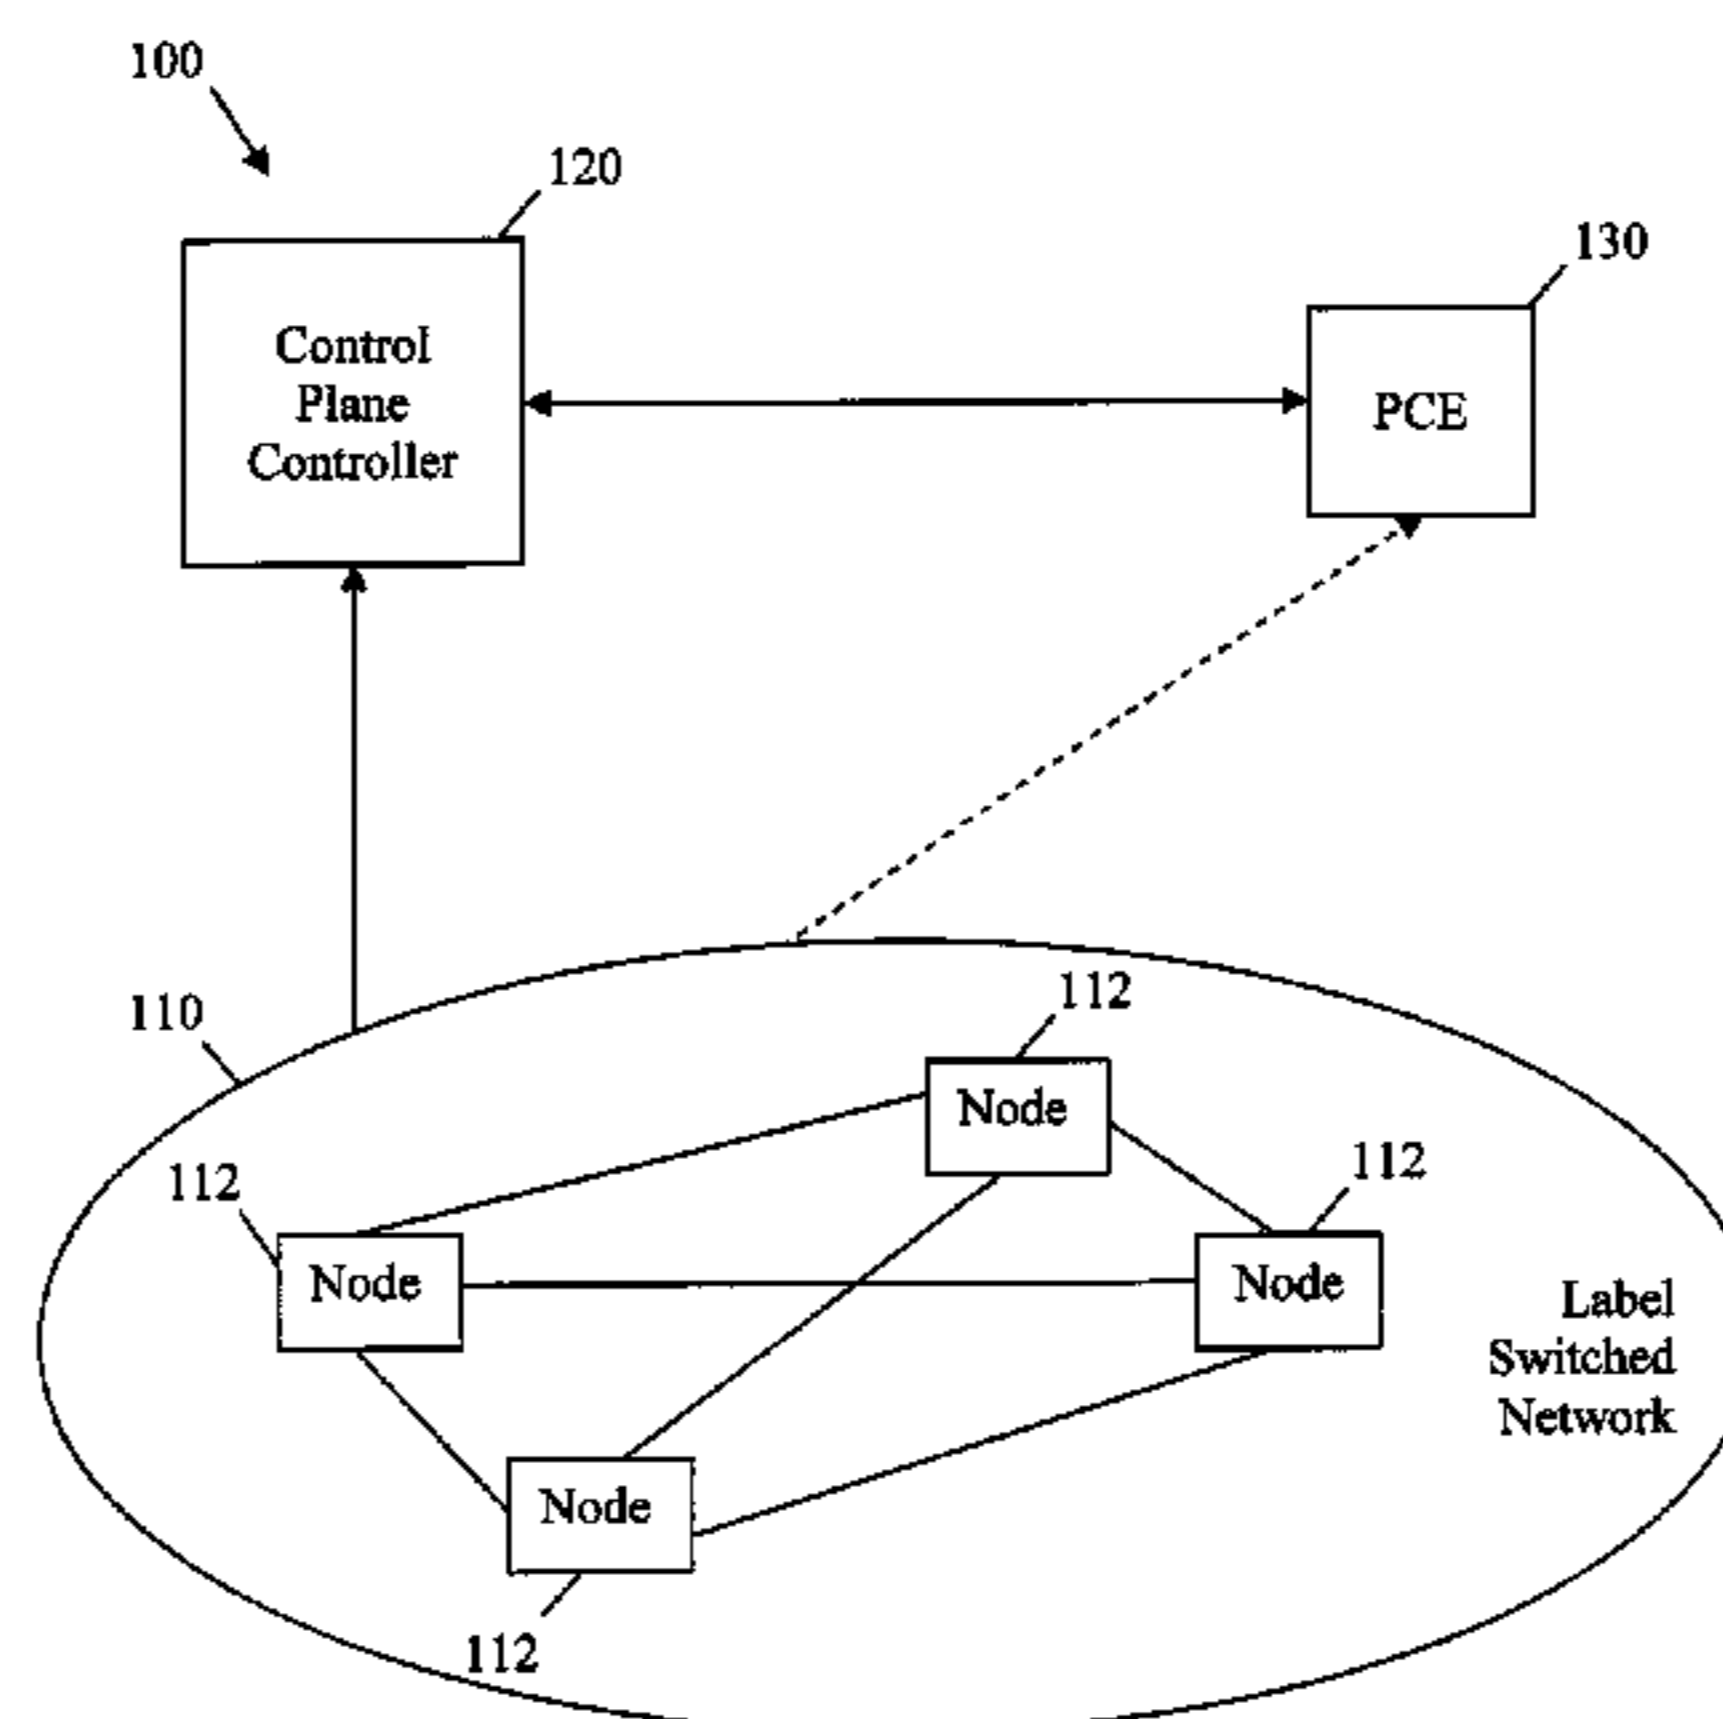 100
120
130
Control
Plane
Controller
PCE
110
112
Node
112
112
Node
Node
Label
Switched
Network
Node
112